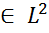 ∈ L²